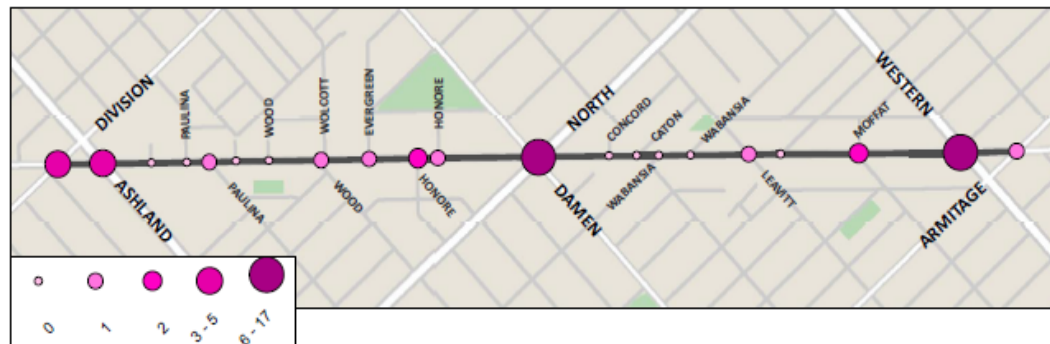 DIVISION
ASHLAND
PAULINA
PAULINA
WOOD
WOLCOTT
WOOD
EVERGREEN
HONORE
HONORE
NORTH
DAMEN
CONCORD
WABANSIA
CATON
WABANSIA
LEAVITT
MOFFAT
WESTERN
ARMITAGE
0
1
2
3 - 5
6 - 17